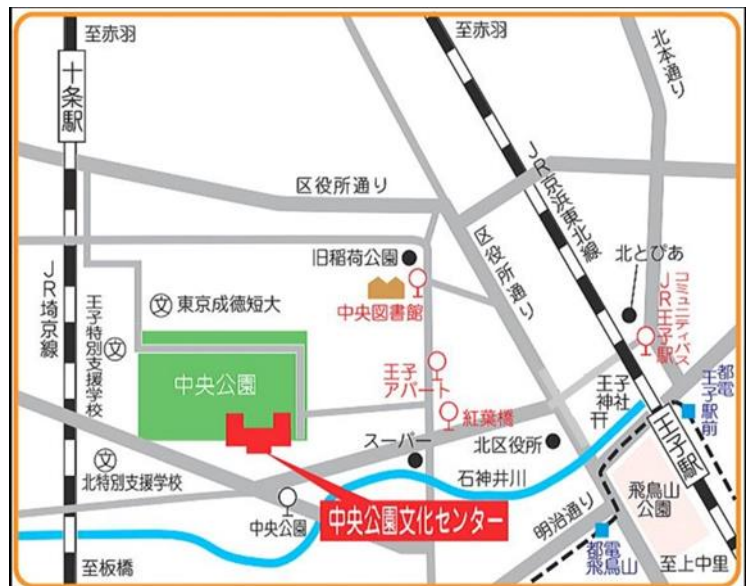 至赤羽
至赤羽
北本通り
十条駅
JR京浜東北線
区役所通り
区役所通り
旧稲荷公園
北とぴあ
コミュニティバス
JR王子駅
中央図書館
文
東京成徳短大
JR埼京線
王子特別支援学校
文
中央公園
王子
アパート
王子
神社
都電
王子駅前
紅葉橋
スーパー
北区役所
王子駅
文
北特別支援学校
石神井川
飛鳥山
公園
中央公園
中央公園文化センター
明治通り
都電
飛鳥山
至板橋
至上中里